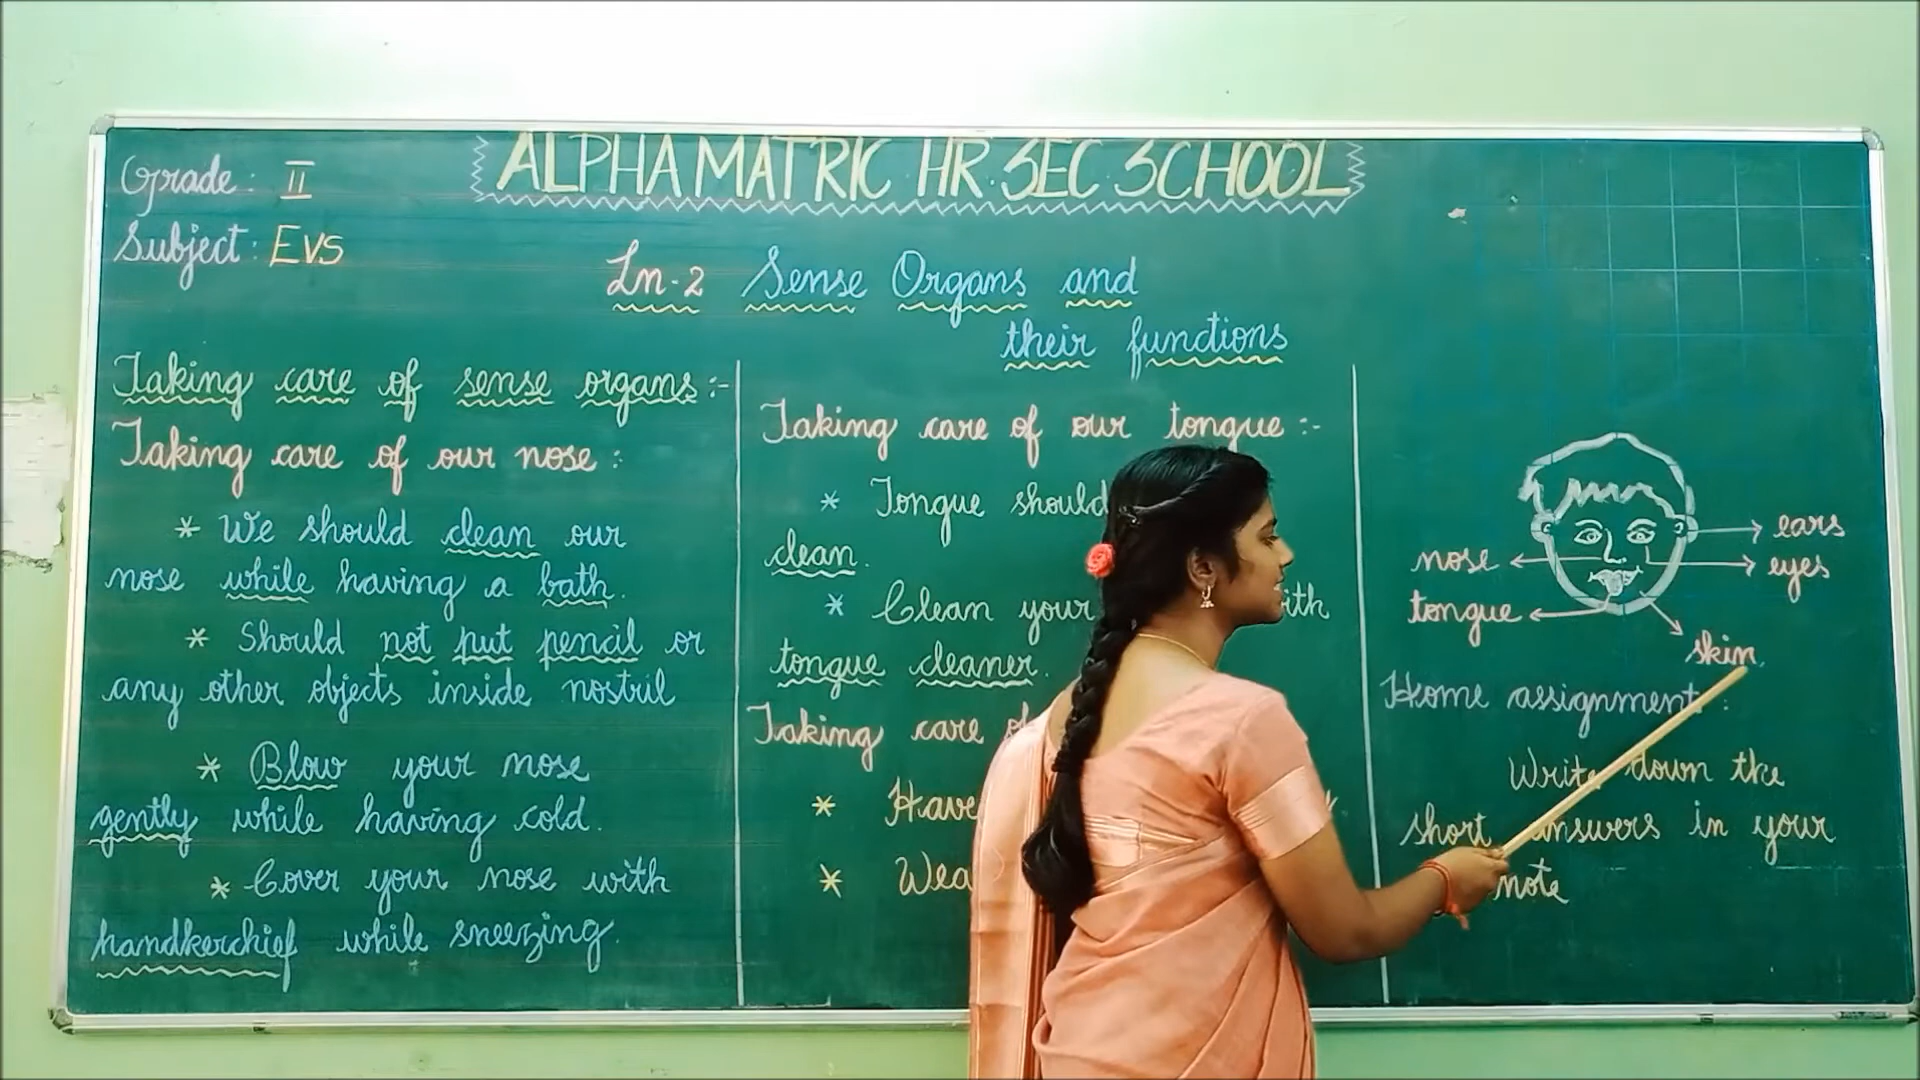 ALPHA MATRIC. HR. SEC. SCHOOL
Grade : II
Subject : EVS
Ln-2 Sense Organs and
their functions
Taking care of sense organs :-
Taking care of our nose :
* We should clean our
nose while having a bath.
* Should not put pencil or
any other objects inside nostril
* Blow your nose
gently while having cold.
* Cover your nose with
handkerchief while sneezing.
Taking care of our tongue :-
* Tongue should
clean.
* Clean your
tongue cleaner.
Taking care of
* Have
*
ears
nose
eyes
tongue
skin
Home assignment :
Write down the
short answers in your
note